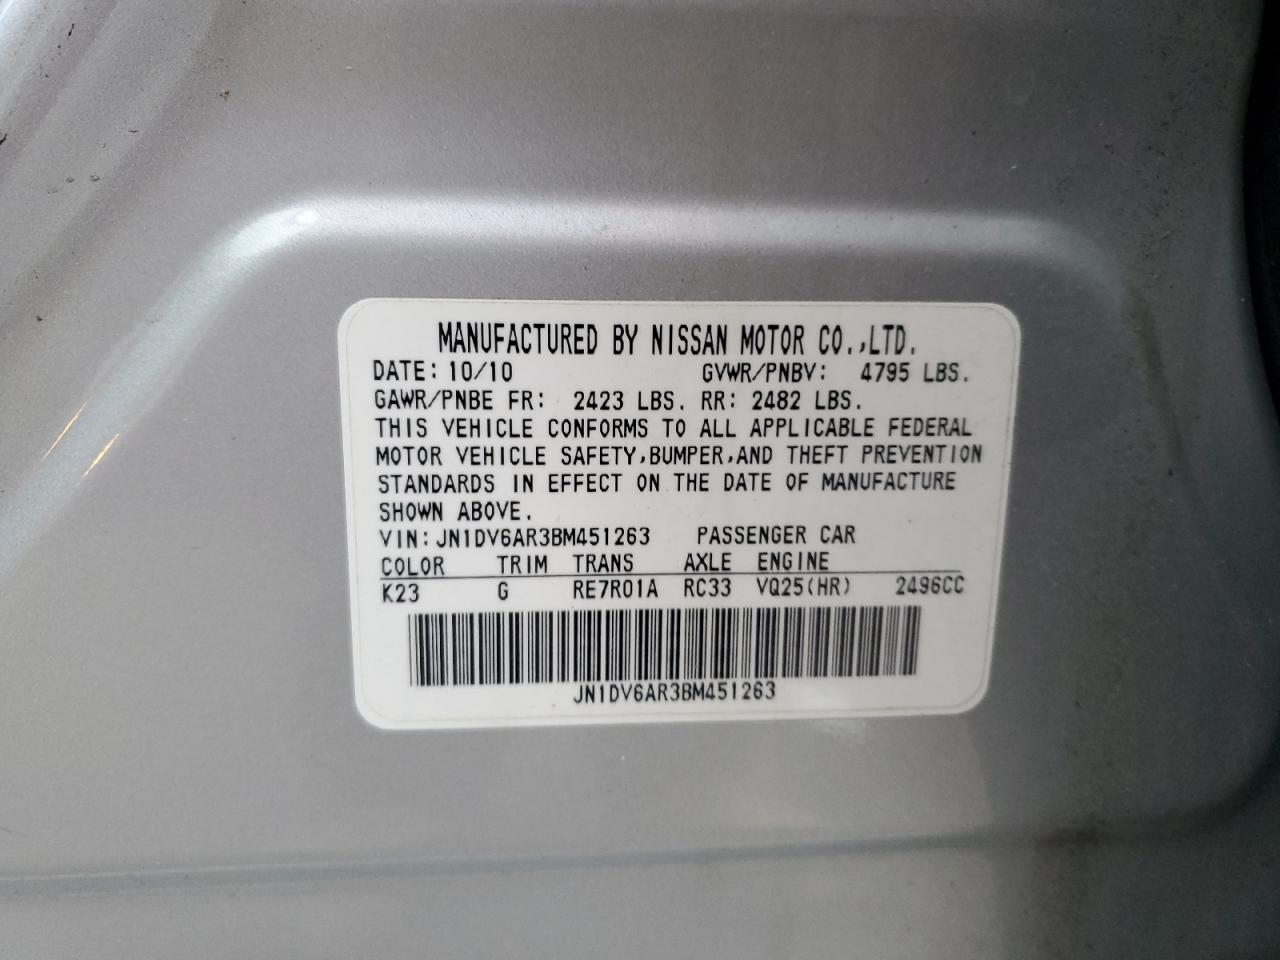 MANUFACTURED BY NISSAN MOTOR CO.,LTD.
DATE: 10/10 GVWR/PNBV: 4795 LBS.
GAWR/PNBE FR: 2423 LBS. RR: 2482 LBS.
THIS VEHICLE CONFORMS TO ALL APPLICABLE FEDERAL
MOTOR VEHICLE SAFETY,BUMPER,AND THEFT PREVENTION
STANDARDS IN EFFECT ON THE DATE OF MANUFACTURE
SHOWN ABOVE.
VIN: JN1DV6AR3BM451263 PASSENGER CAR
COLOR TRIM TRANS AXLE ENGINE
K23 G RE7R01A RC33 VQ25(HR) 2496CC
JN1DV6AR3BM451263